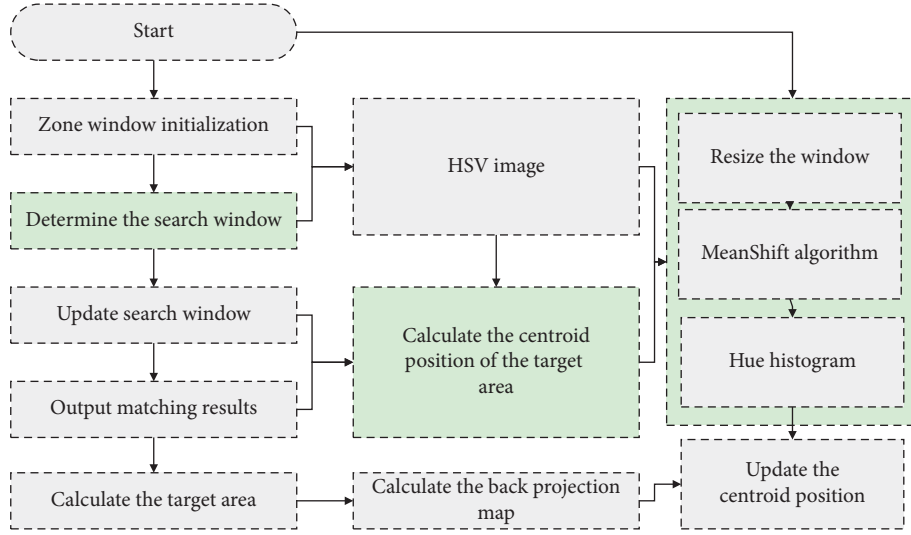 Start
Zone window initialization
Determine the search window
Update search window
Output matching results
Calculate the target area
HSV image
Calculate the centroid
position of the target
area
Calculate the back projection
map
Resize the window
MeanShift algorithm
Hue histogram
Update the
centroid position